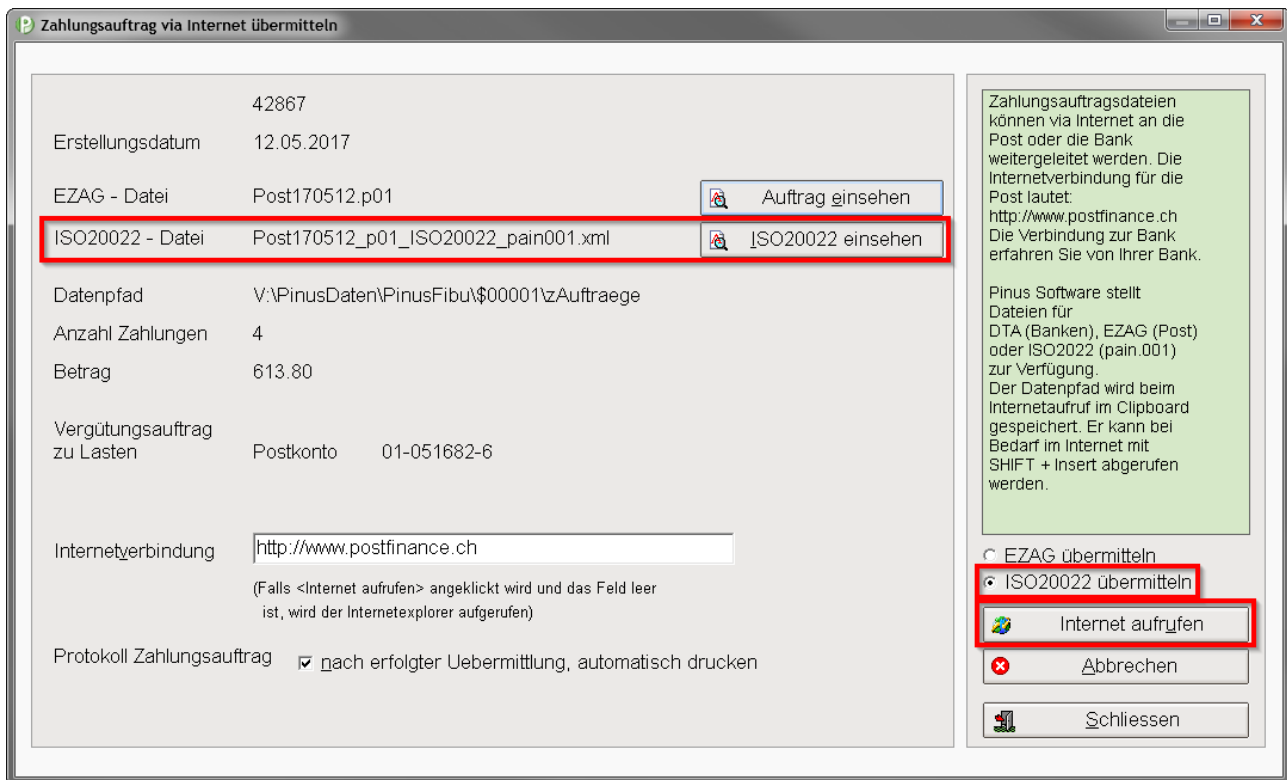 Zahlungsauftrag via Internet übermitteln
42867
Erstellungsdatum 12.05.2017
EZAG - Datei Post170512.p01 Auftrag einsehen
ISO20022 - Datei Post170512_p01_ISO20022_pain001.xml ISO20022 einsehen
Datenpfad V:\PinusDaten\PinusFibu\$00001\zAuftraege
Anzahl Zahlungen 4
Betrag 613.80
Vergütungsauftrag
zu Lasten Postkonto 01-051682-6
Internetverbindung http://www.postfinance.ch
(Falls <Internet aufrufen> angeklickt wird und das Feld leer
ist, wird der Internetexplorer aufgerufen)
Protokoll Zahlungsauftrag nach erfolgter Uebermittlung, automatisch drucken
Zahlungsauftragsdateien
können via Internet an die
Post oder die Bank
weitergeleitet werden. Die
Internetverbindung für die
Post lautet:
http://www.postfinance.ch
Die Verbindung zur Bank
erfahren Sie von Ihrer Bank.
Pinus Software stellt
Dateien für
DTA (Banken), EZAG (Post)
oder ISO2022 (pain.001)
zur Verfügung.
Der Datenpfad wird beim
Internetaufruf im Clipboard
gespeichert. Er kann bei
Bedarf im Internet mit
SHIFT + Insert abgerufen
werden.
EZAG übermitteln
ISO20022 übermitteln
Internet aufrufen
Abbrechen
Schliessen